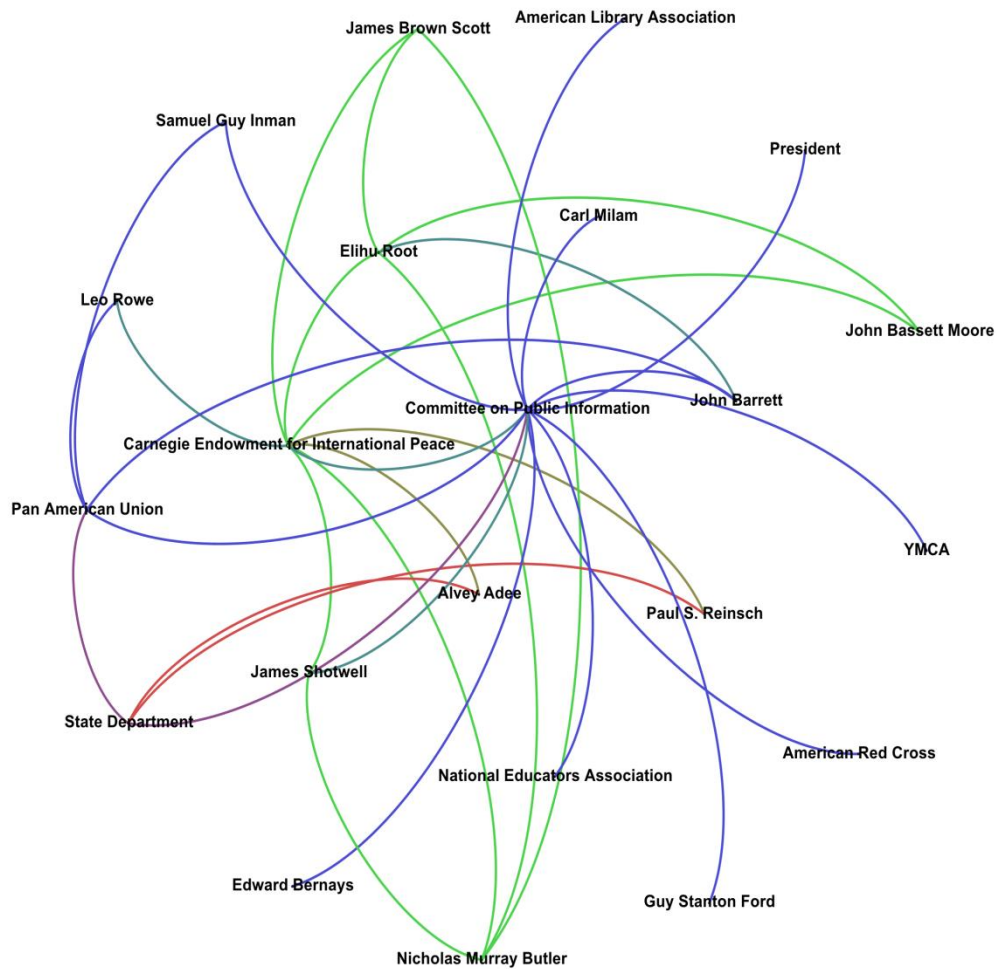 American Library Association
James Brown Scott
Samuel Guy Inman
President
Carl Milam
Elihu Root
Leo Rowe
John Bassett Moore
John Barrett
Committee on Public Information
Carnegie Endowment for International Peace
Pan American Union
YMCA
Alvey Adee
Paul S. Reinsch
James Shotwell
State Department
American Red Cross
National Educators Association
Edward Bernays
Guy Stanton Ford
Nicholas Murray Butler